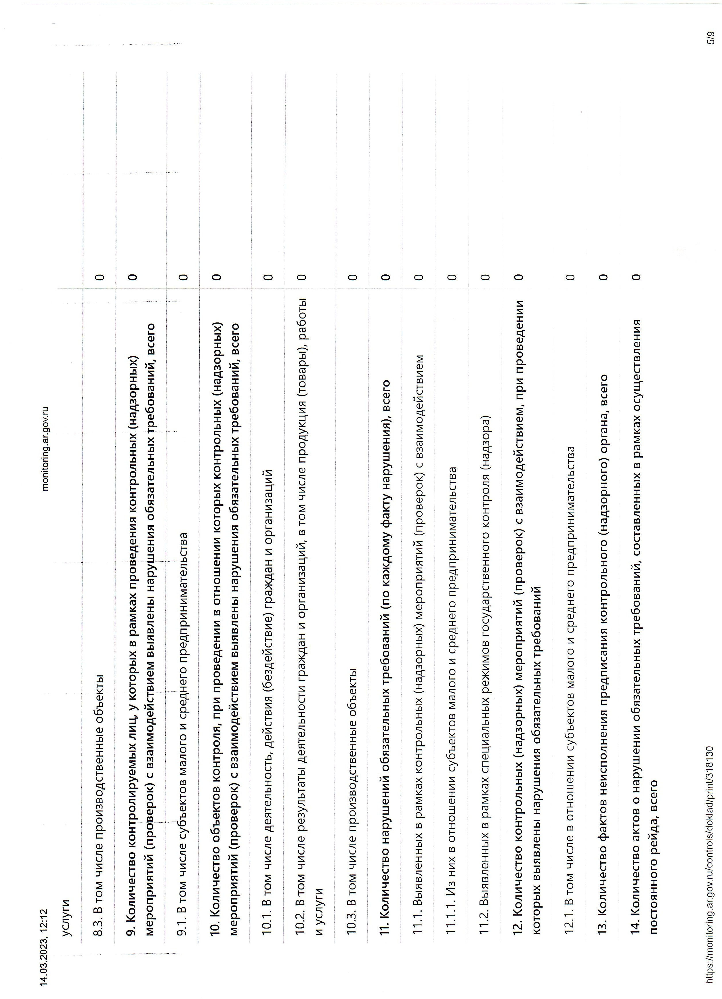 14.03.2023, 12:12
monitoring.ar.gov.ru
услуги
8.3. В том числе производственные объекты 0
9. Количество контролируемых лиц, у которых в рамках проведения контрольных (надзорных) 0
мероприятий (проверок) с взаимодействием выявлены нарушения обязательных требований, всего
9.1. В том числе субъектов малого и среднего предпринимательства 0
10. Количество объектов контроля, при проведении в отношении которых контрольных (надзорных) 0
мероприятий (проверок) с взаимодействием выявлены нарушения обязательных требований, всего
10.1. В том числе деятельность, действия (бездействие) граждан и организаций 0
10.2. В том числе результаты деятельности граждан и организаций, в том числе продукция (товары), работы 0
и услуги
10.3. В том числе производственные объекты 0
11. Количество нарушений обязательных требований (по каждому факту нарушения), всего 0
11.1. Выявленных в рамках контрольных (надзорных) мероприятий (проверок) с взаимодействием 0
11.1.1. Из них в отношении субъектов малого и среднего предпринимательства 0
11.2. Выявленных в рамках специальных режимов государственного контроля (надзора) 0
12. Количество контрольных (надзорных) мероприятий (проверок) с взаимодействием, при проведении 0
которых выявлены нарушения обязательных требований
12.1. В том числе в отношении субъектов малого и среднего предпринимательства 0
13. Количество фактов неисполнения предписания контрольного (надзорного) органа, всего 0
14. Количество актов о нарушении обязательных требований, составленных в рамках осуществления 0
постоянного рейда, всего
https://monitoring.ar.gov.ru/controls/doklad/print/318130
5/9